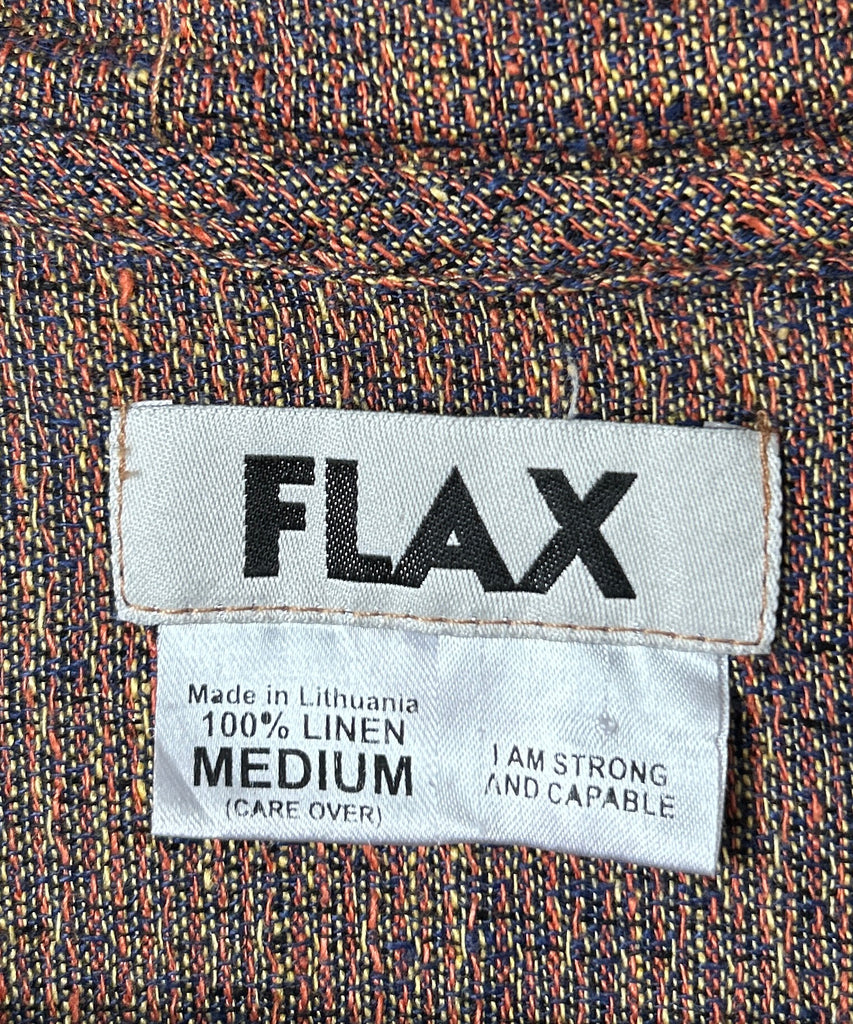 FLAX
Made in Lithuania
100% LINEN
MEDIUM
(CARE OVER)
I AM STRONG
AND CAPABLE